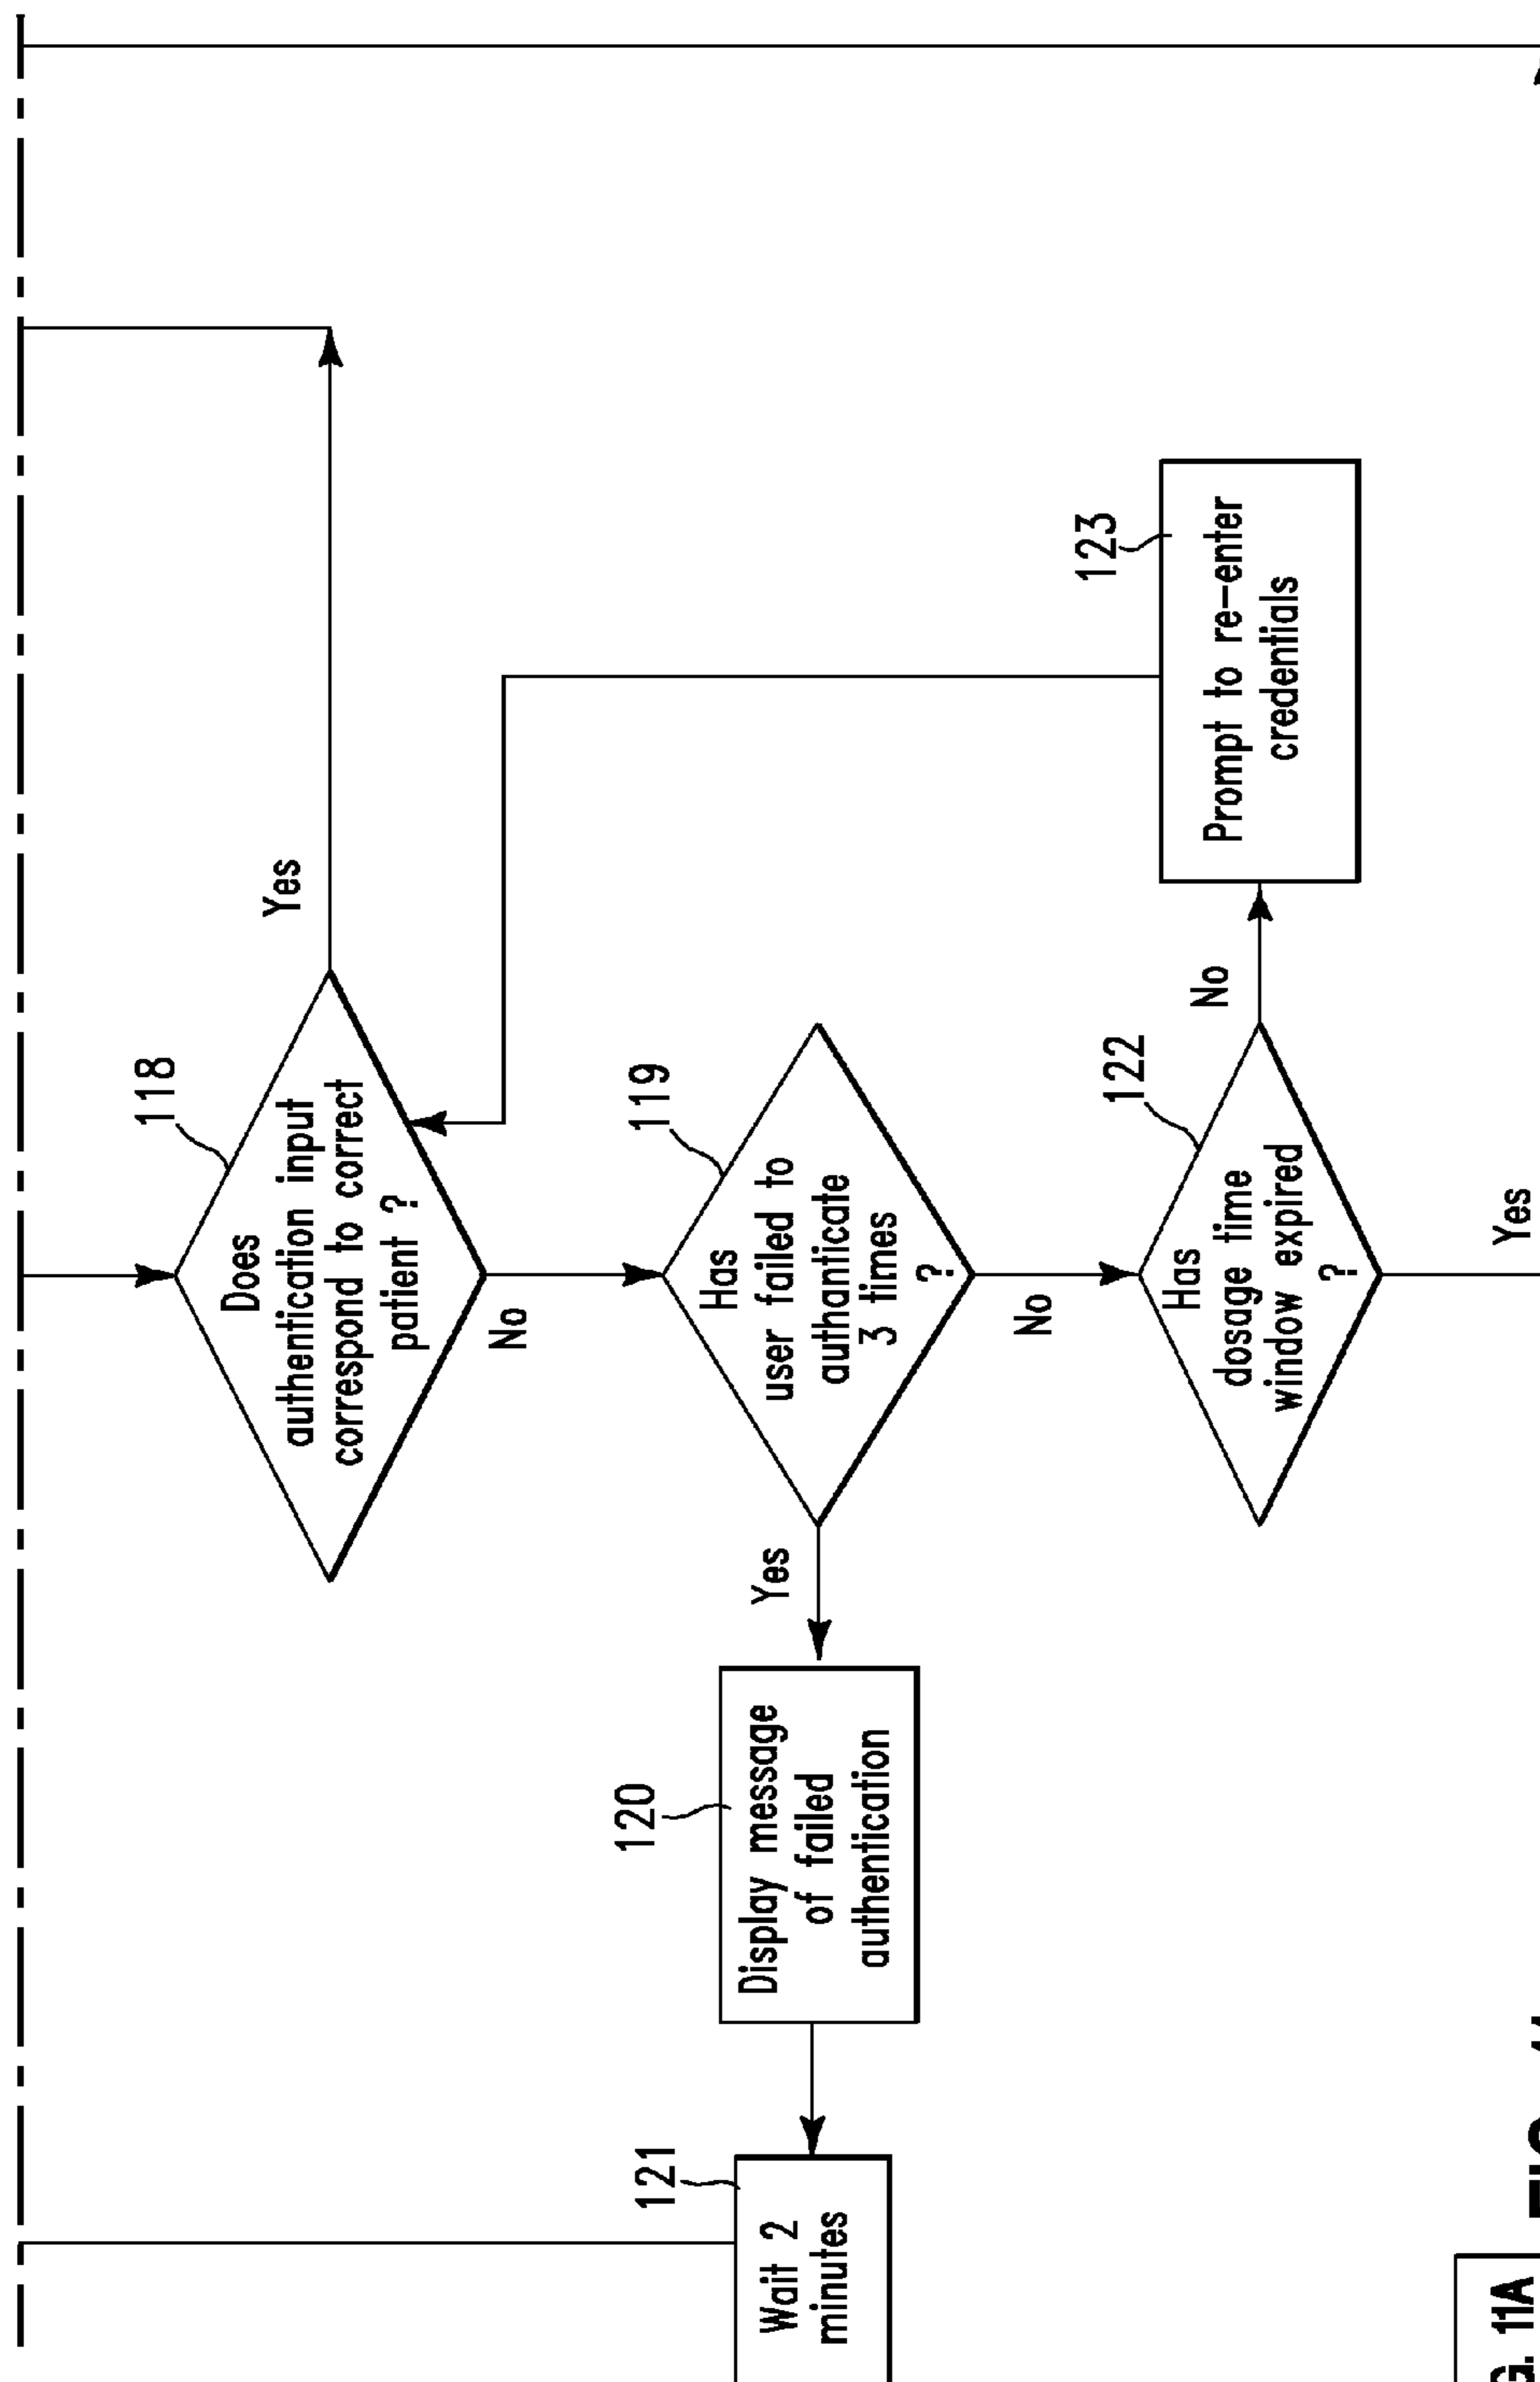 118
Does
authentication input
correspond to correct
patient ?
Yes
No
119
Has
user failed to
authanticate
3 times
?
Yes
No
120
Display message
of failed
authentication
121
Wait 2
minutes
122
Has
dosage time
window expired
?
No
Yes
123
Prompt to re-enter
credentials
11A